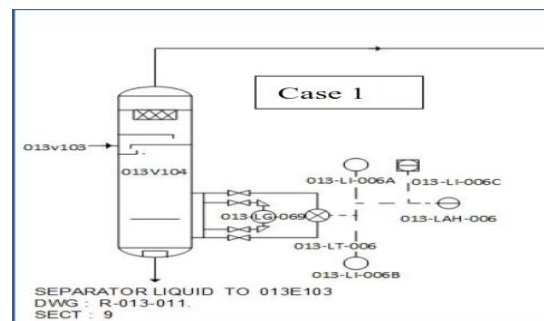 Case 1
013v103
013V104
013-LI-006A
013-LI-006C
013-LG-069
013-LAH-006
013-LT-006
013-LI-006B
SEPARATOR LIQUID TO 013E103
DWG : R-013-011.
SECT : 9